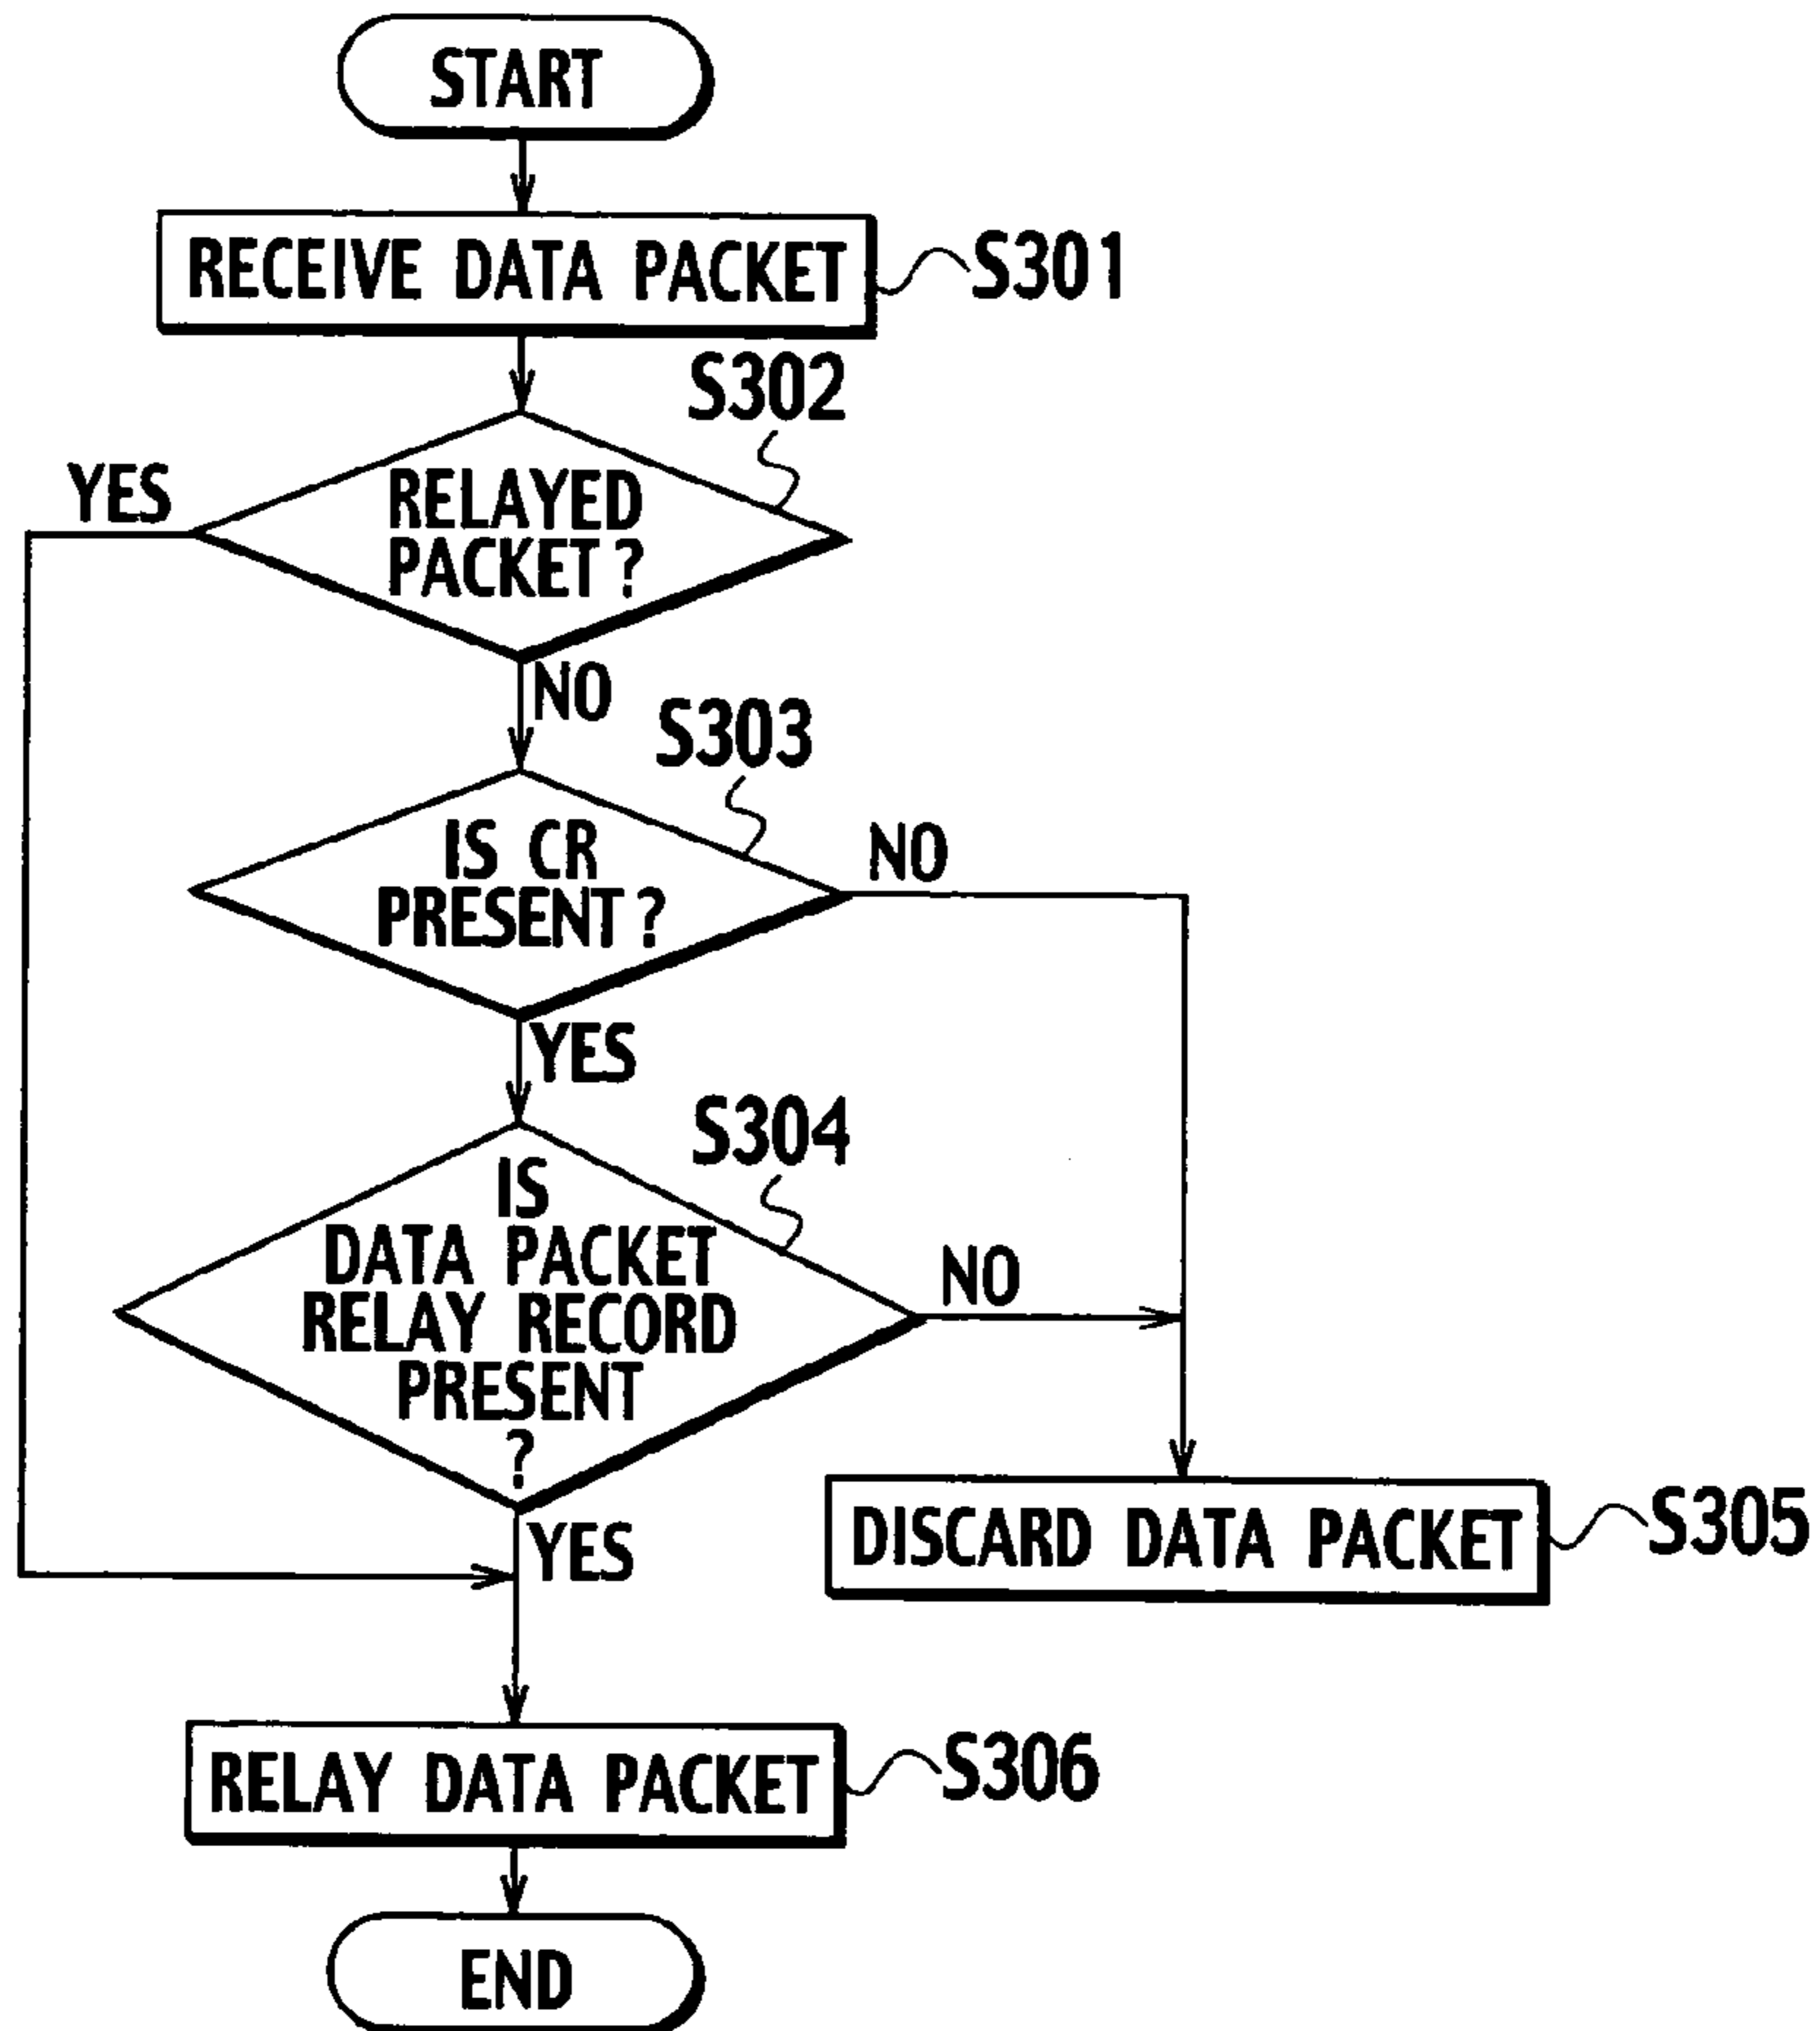 START
RECEIVE DATA PACKET
S301
S302
YES
RELAYED
PACKET?
NO
S303
IS CR
PRESENT?
NO
YES
S304
IS
DATA PACKET
RELAY RECORD
PRESENT
?
NO
YES
DISCARD DATA PACKET
S305
RELAY DATA PACKET
S306
END